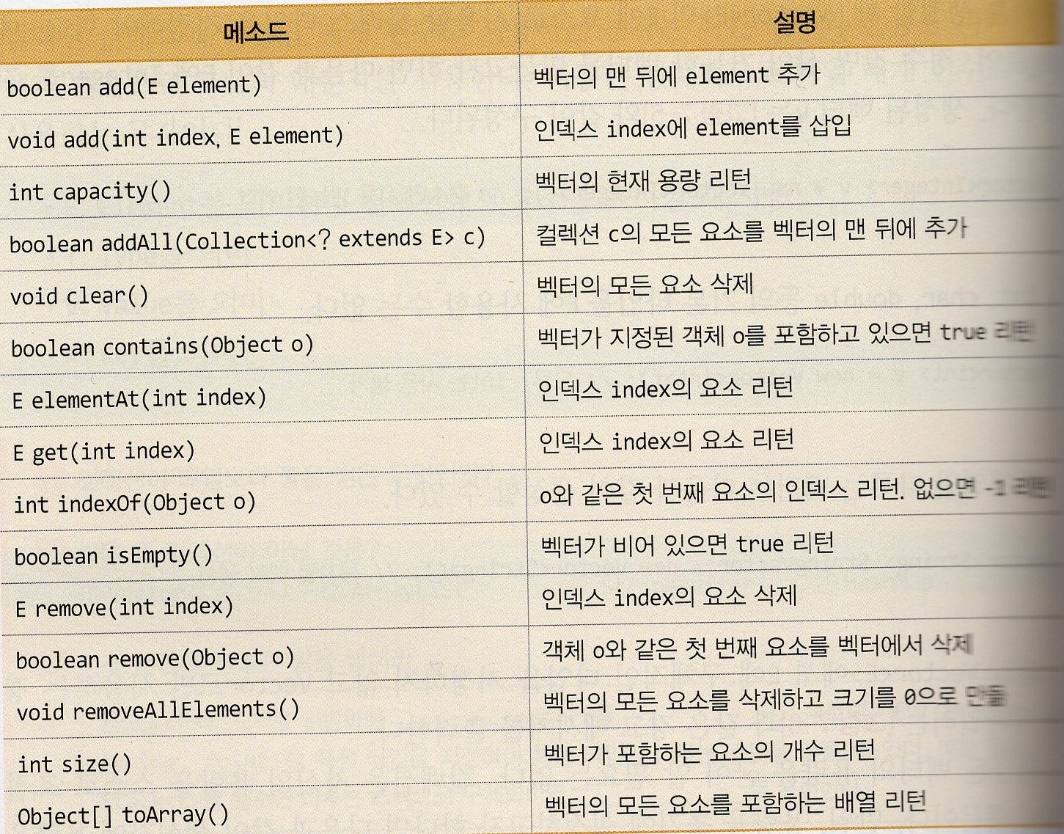 메소드 설명
boolean add(E element) 벡터의 맨 뒤에 element 추가
void add(int index, E element) 인덱스 index에 element를 삽입
int capacity() 벡터의 현재 용량 리턴
boolean addAll(Collection<? extends E> c) 컬렉션 c의 모든 요소를 벡터의 맨 뒤에 추가
void clear() 벡터의 모든 요소 삭제
boolean contains(Object o) 벡터가 지정된 객체 o를 포함하고 있으면 true 리턴
E elementAt(int index) 인덱스 index의 요소 리턴
E get(int index) 인덱스 index의 요소 리턴
int indexOf(Object o) o와 같은 첫 번째 요소의 인덱스 리턴. 없으면 -1 리턴
boolean isEmpty() 벡터가 비어 있으면 true 리턴
E remove(int index) 인덱스 index의 요소 삭제
boolean remove(Object o) 객체 o와 같은 첫 번째 요소를 벡터에서 삭제
void removeAllElements() 벡터의 모든 요소를 삭제하고 크기를 0으로 만듦
int size() 벡터가 포함하는 요소의 개수 리턴
Object[] toArray() 벡터의 모든 요소를 포함하는 배열 리턴